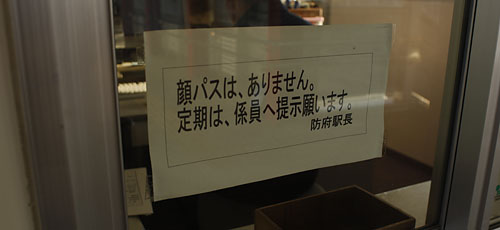 顔パスは、ありません。
定期は、係員へ提示願います。
防府駅長